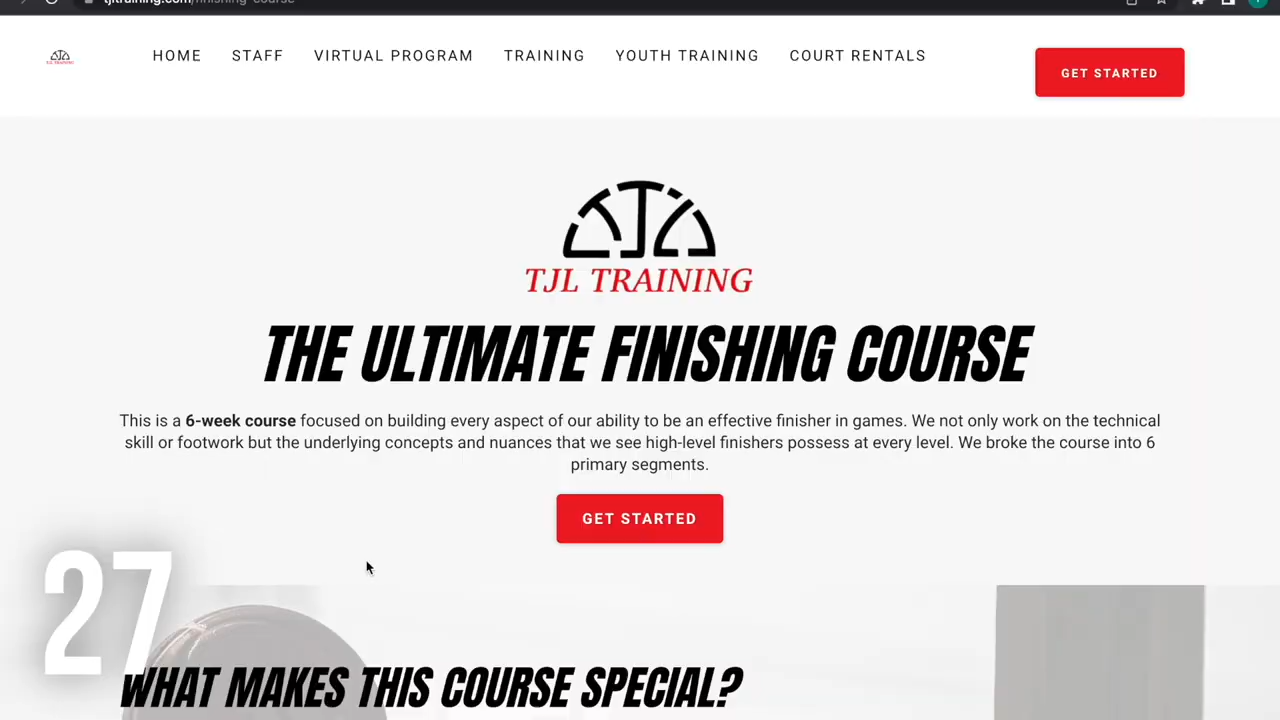 tjltraining.com/finishing-course
HOME STAFF VIRTUAL PROGRAM TRAINING YOUTH TRAINING COURT RENTALS
GET STARTED
TJL TRAINING
THE ULTIMATE FINISHING COURSE
This is a 6-week course focused on building every aspect of our ability to be an effective finisher in games. We not only work on the technical
skill or footwork but the underlying concepts and nuances that we see high-level finishers possess at every level. We broke the course into 6
primary segments.
GET STARTED
27
WHAT MAKES THIS COURSE SPECIAL?